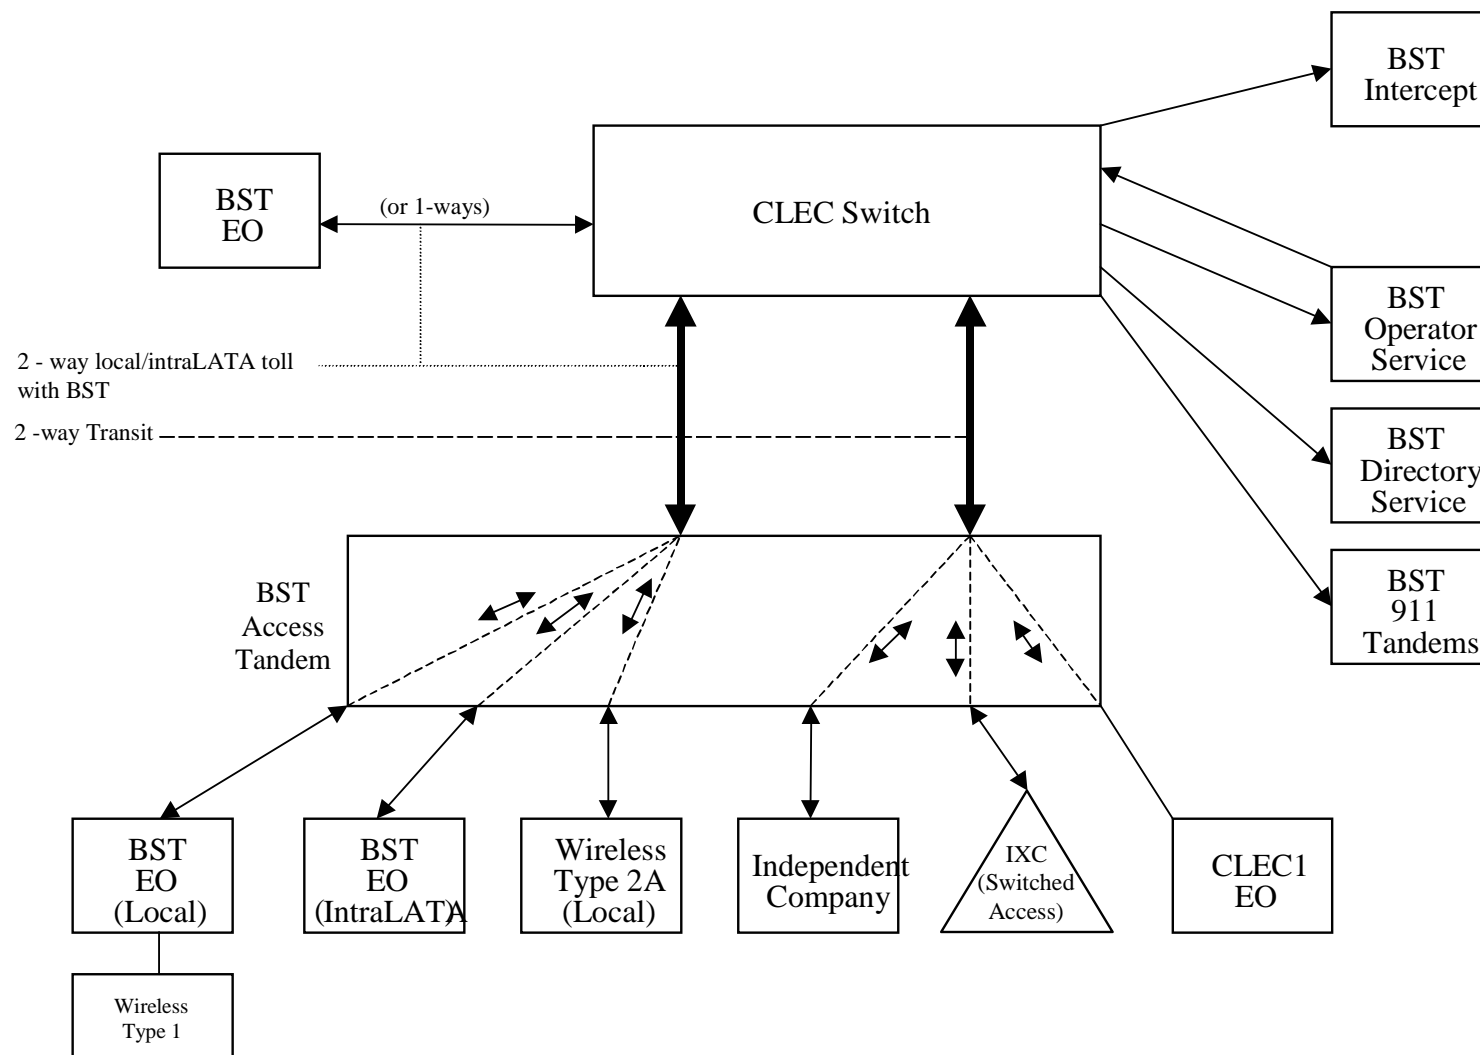 BST
Intercept
BST
EO
(or 1-ways)
CLEC Switch
BST
Operator
Service
2 - way local/intraLATA toll
with BST
2 -way Transit
BST
Directory
Service
BST
911
Tandems
BST
Access
Tandem
BST
EO
(Local)
BST
EO
(IntraLATA)
Wireless
Type 2A
(Local)
Independent
Company
IXC
(Switched
Access)
CLEC1
EO
Wireless
Type 1